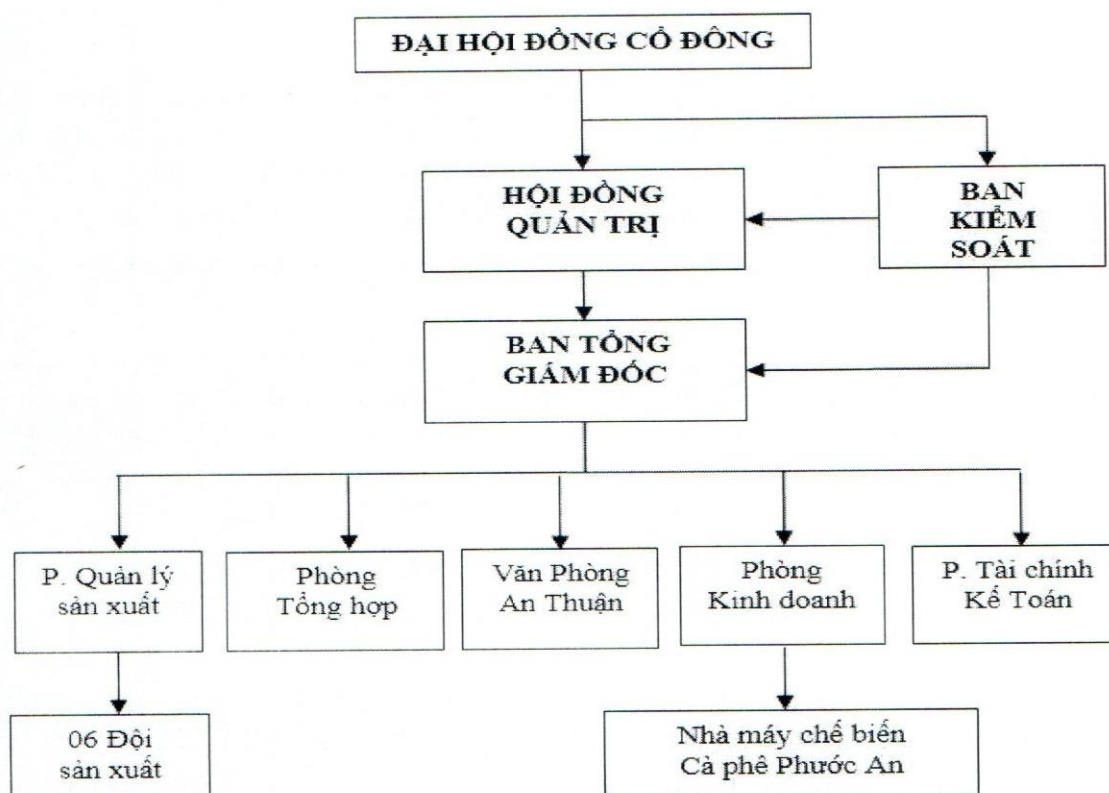 ĐẠI HỘI ĐỒNG CỔ ĐÔNG
HỘI ĐỒNG
QUẢN TRỊ
BAN
KIỂM
SOÁT
BAN TỔNG
GIÁM ĐỐC
P. Quản lý
sản xuất
Phòng
Tổng hợp
Văn Phòng
An Thuận
Phòng
Kinh doanh
P. Tài chính
Kế Toán
06 Đội
sản xuất
Nhà máy chế biến
Cà phê Phước An